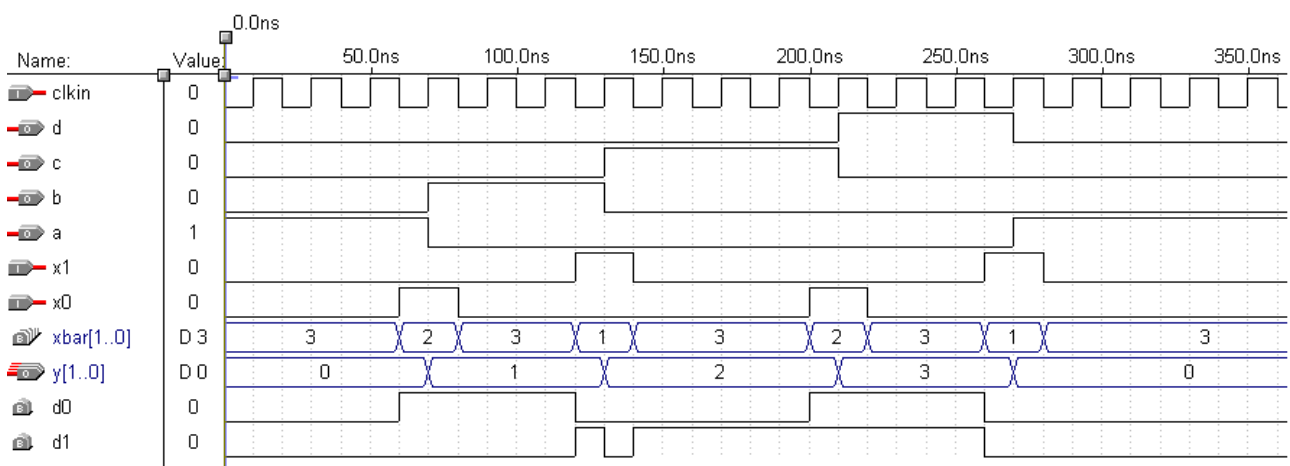 0.0ns
Name: Value: 50.0ns 100.0ns 150.0ns 200.0ns 250.0ns 300.0ns 350.0ns
I clkin 0
O d 0
O c 0
O b 0
O a 1
I x1 0
I x0 0
B xbar[1..0] D 3 3 2 3 1 3 2 3 1 3
y[1..0] D 0 0 1 2 3 0
B d0 0
B d1 0